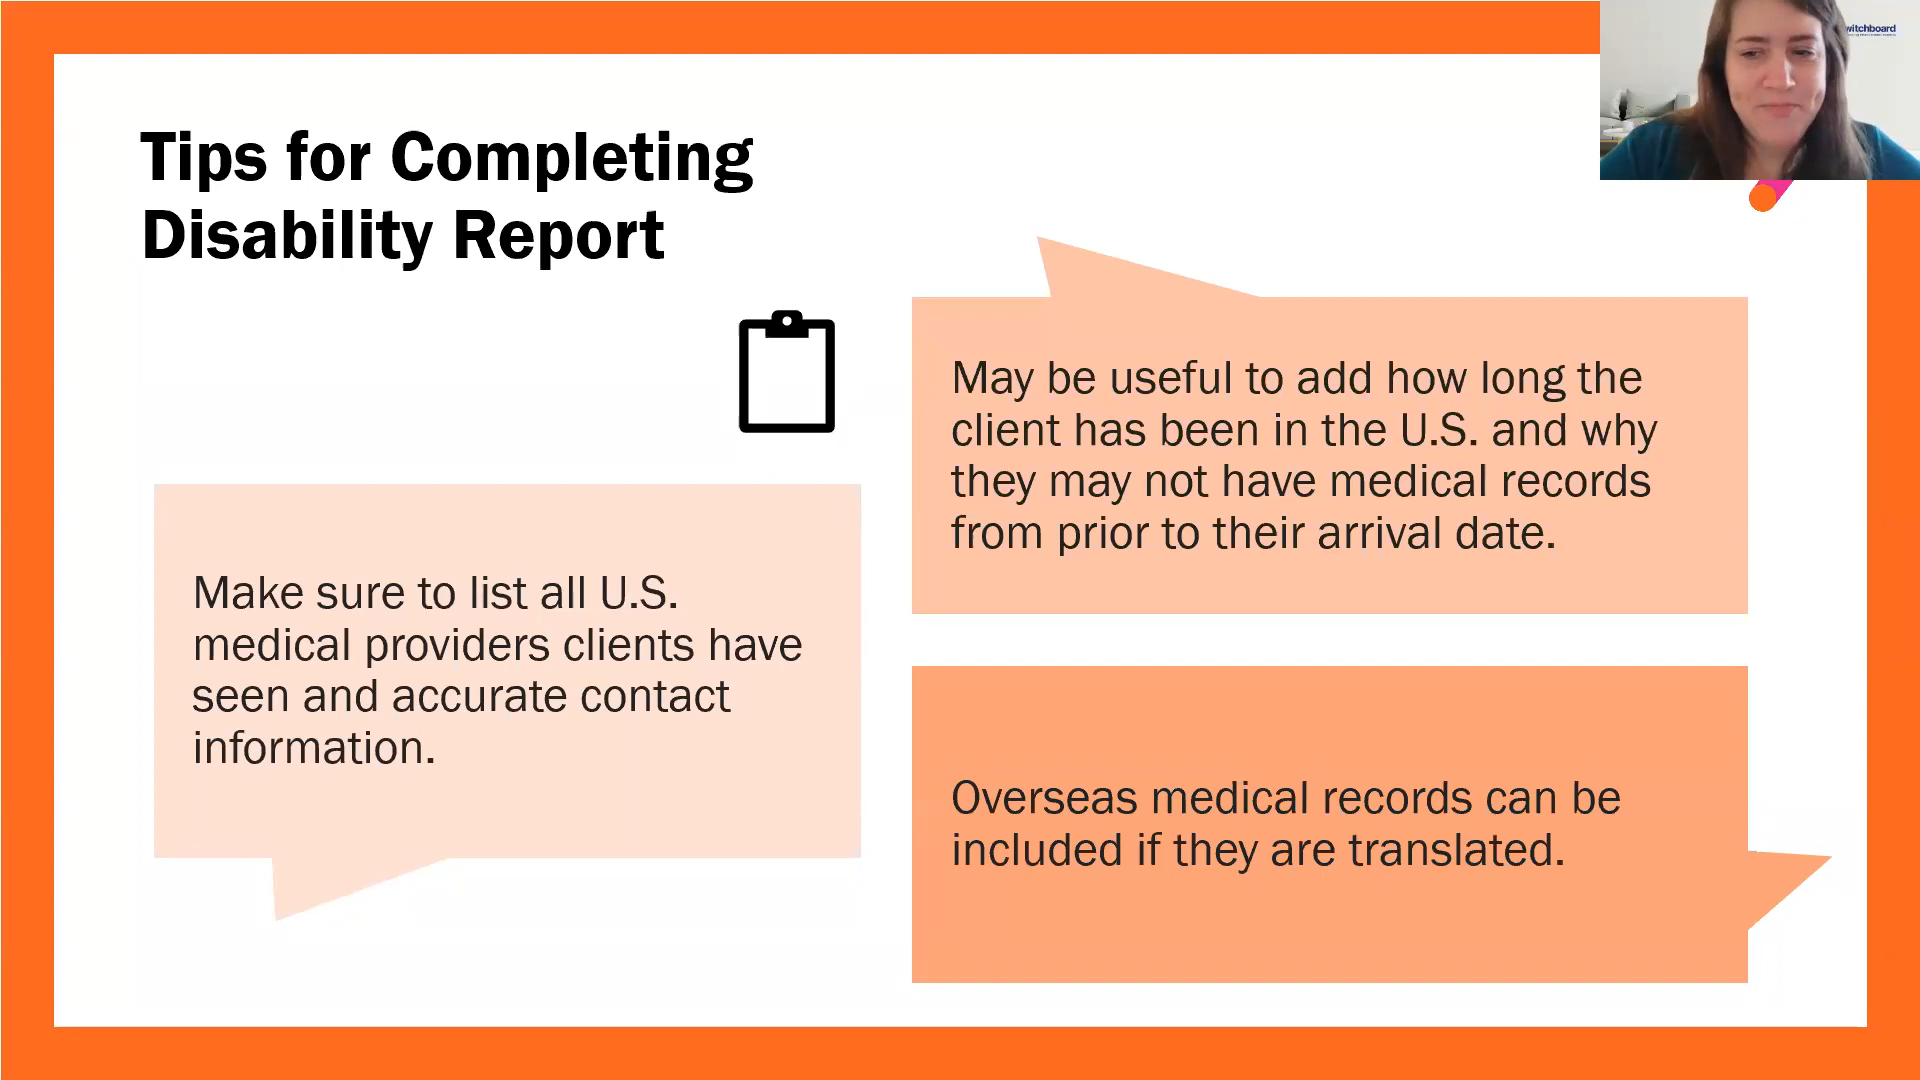 witchboard
Tips for Completing
Disability Report
May be useful to add how long the
client has been in the U.S. and why
they may not have medical records
from prior to their arrival date.
Make sure to list all U.S.
medical providers clients have
seen and accurate contact
information.
Overseas medical records can be
included if they are translated.